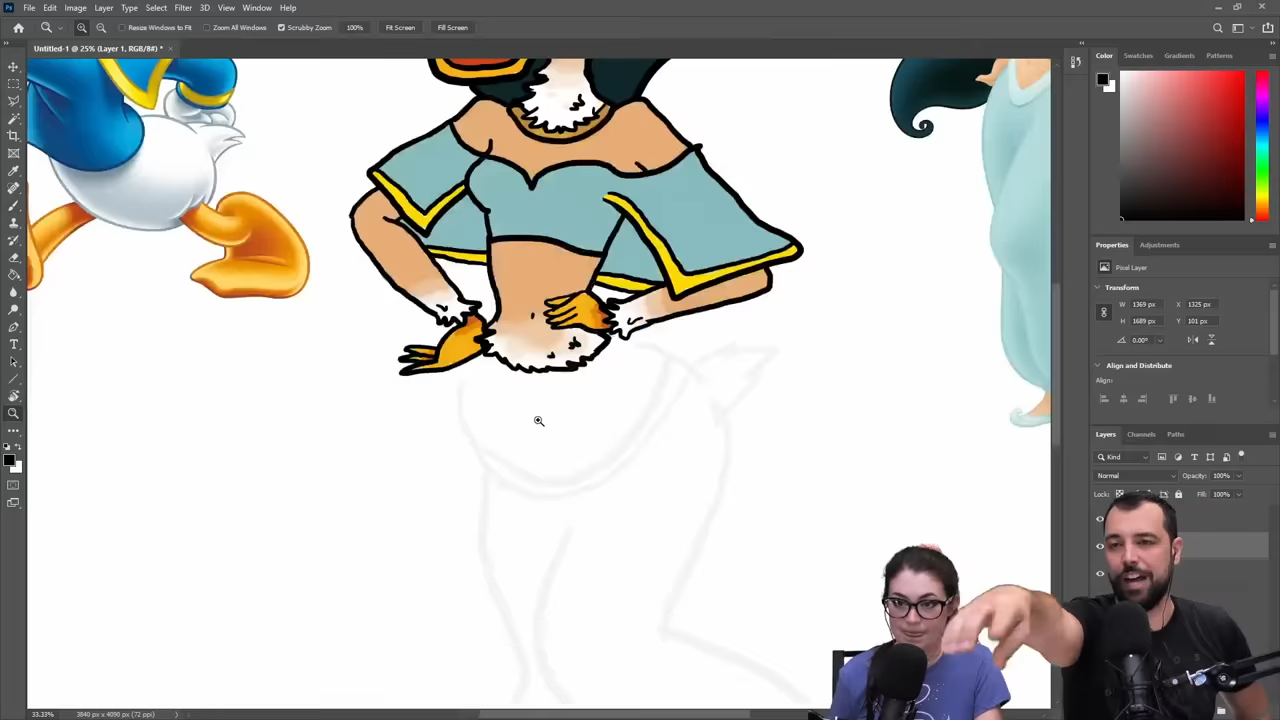 File Edit Image Layer Type Select Filter 3D View Window Help
Resize Windows to Fit Zoom All Windows Scrubby Zoom 100% Fit Screen Fill Screen
Untitled-1 @ 25% (Layer 1, RGB/8#) *
Color Swatches Gradients Patterns
Properties Adjustments
Pixel Layer
Transform
W 1369 px X 1325 px
H 1689 px Y 101 px
0.00°
Align and Distribute
Align:
Layers Channels Paths
Kind
Normal Opacity: 100%
Lock: Fill: 100%
33.33% 3840 px x 4090 px (72 ppi)